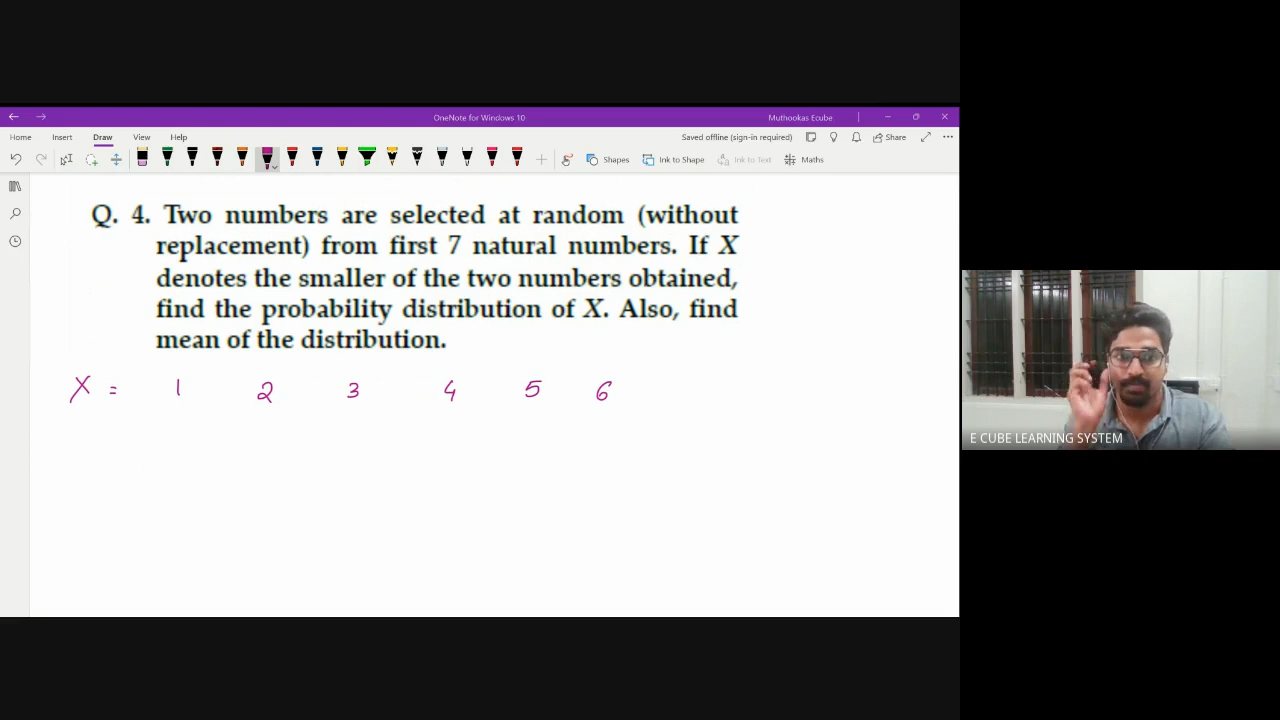 OneNote for Windows 10
Muthookas Ecube
Home Insert Draw View Help
Saved offline (sign-in required)
Share
Shapes
Ink to Shape
Ink to Text
Maths
Q. 4. Two numbers are selected at random (without
replacement) from first 7 natural numbers. If X
denotes the smaller of the two numbers obtained,
find the probability distribution of X. Also, find
mean of the distribution.
X = 1 2 3 4 5 6
E CUBE LEARNING SYSTEM